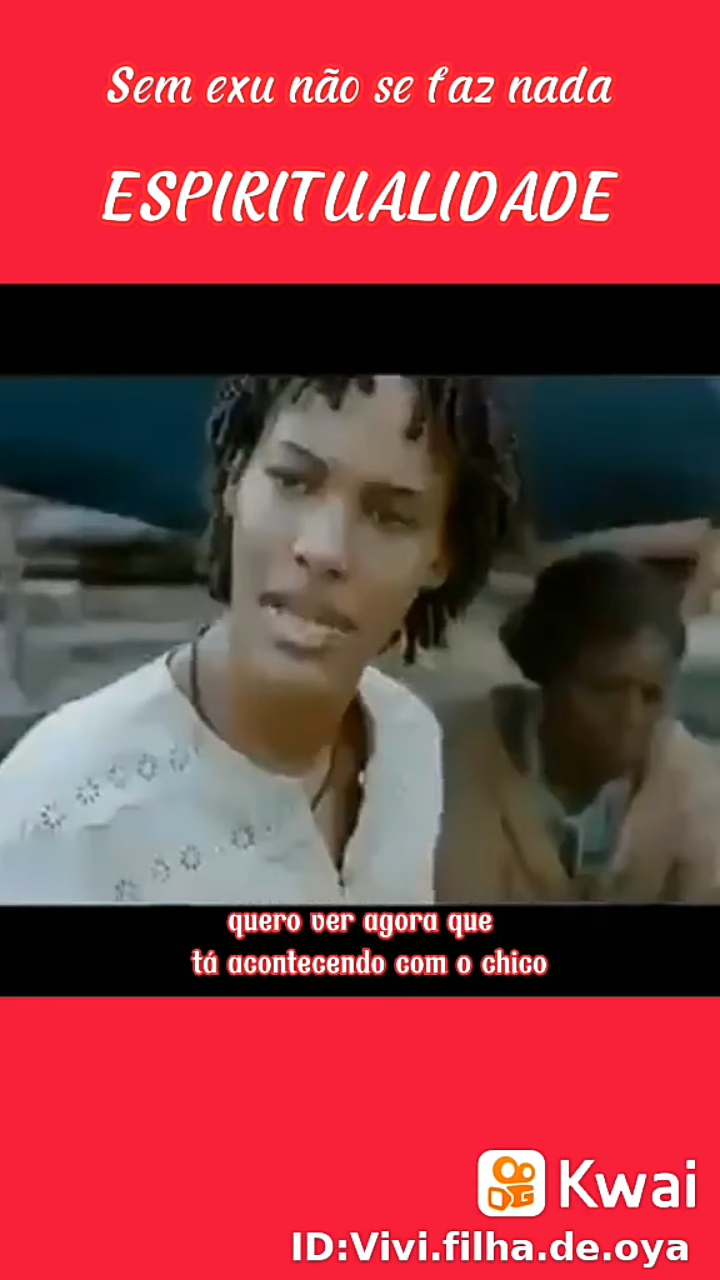 Sem exu não se faz nada
ESPIRITUALIDADE
quero ver agora que
tá acontecendo com o chico
Kwai
ID:Vivi.filha.de.oya